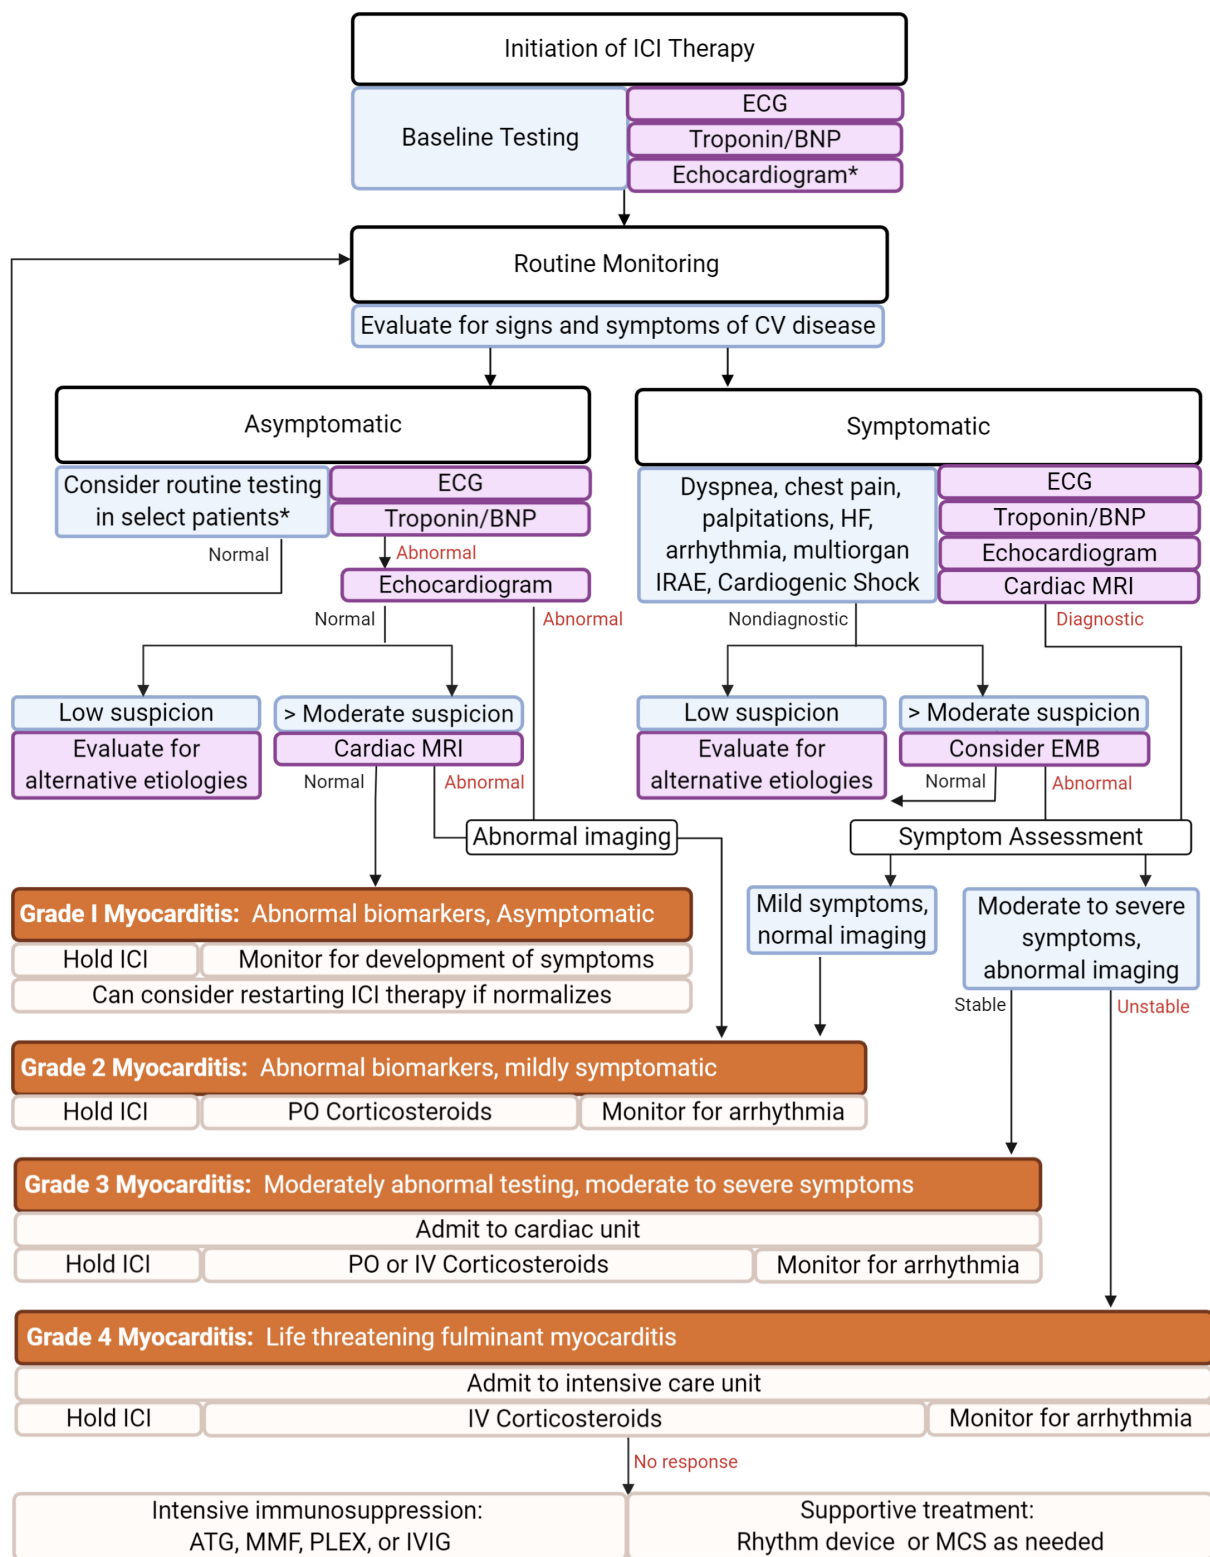 Initiation of ICI Therapy
Baseline Testing
ECG
Troponin/BNP
Echocardiogram*
Routine Monitoring
Evaluate for signs and symptoms of CV disease
Asymptomatic
Consider routine testing
in select patients*
ECG
Troponin/BNP
Normal
Abnormal
Echocardiogram
Normal
Abnormal
Low suspicion
Evaluate for
alternative etiologies
> Moderate suspicion
Cardiac MRI
Normal
Abnormal
Abnormal imaging
Symptomatic
Dyspnea, chest pain,
palpitations, HF,
arrhythmia, multiorgan
IRAE, Cardiogenic Shock
ECG
Troponin/BNP
Echocardiogram
Cardiac MRI
Nondiagnostic
Diagnostic
Low suspicion
Evaluate for
alternative etiologies
> Moderate suspicion
Consider EMB
Normal
Abnormal
Symptom Assessment
Mild symptoms,
normal imaging
Moderate to severe
symptoms,
abnormal imaging
Stable
Unstable
Grade I Myocarditis: Abnormal biomarkers, Asymptomatic
Hold ICI
Monitor for development of symptoms
Can consider restarting ICI therapy if normalizes
Grade 2 Myocarditis: Abnormal biomarkers, mildly symptomatic
Hold ICI
PO Corticosteroids
Monitor for arrhythmia
Grade 3 Myocarditis: Moderately abnormal testing, moderate to severe symptoms
Admit to cardiac unit
Hold ICI
PO or IV Corticosteroids
Monitor for arrhythmia
Grade 4 Myocarditis: Life threatening fulminant myocarditis
Admit to intensive care unit
Hold ICI
IV Corticosteroids
Monitor for arrhythmia
No response
Intensive immunosuppression:
ATG, MMF, PLEX, or IVIG
Supportive treatment:
Rhythm device or MCS as needed